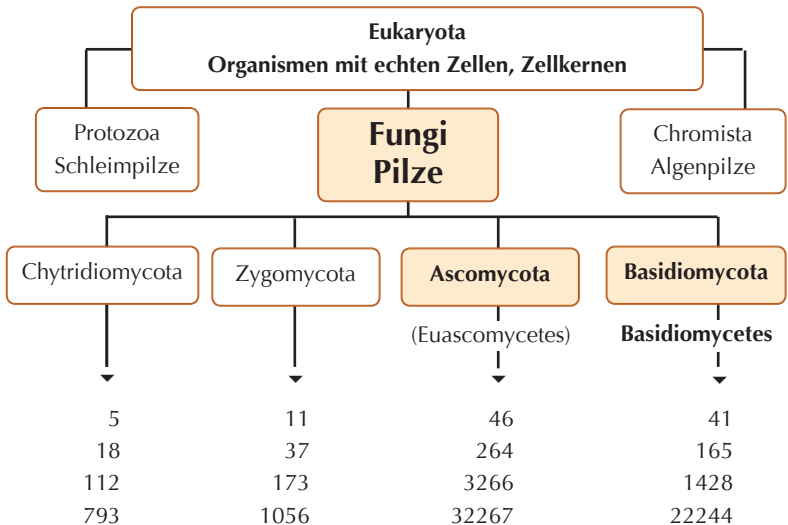 Eukaryota
Organismen mit echten Zellen, Zellkernen
Protozoa
Schleimpilze
Fungi
Pilze
Chromista
Algenpilze
Chytridiomycota
Zygomycota
Ascomycota
Basidiomycota
(Euascomycetes)
Basidiomycetes
5 11 46 41
18 37 264 165
112 173 3266 1428
793 1056 32267 22244